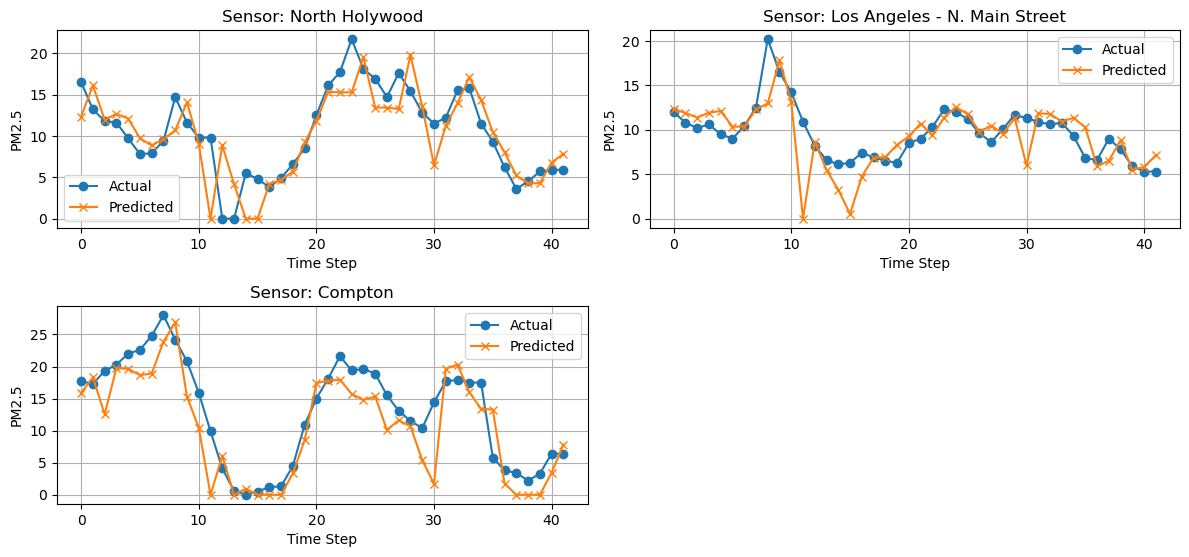 Sensor: North Holywood
20
15
10
5
0
PM2.5
Actual
Predicted
0 10 20 30 40
Time Step
Sensor: Los Angeles - N. Main Street
20
15
10
5
0
PM2.5
Actual
Predicted
0 10 20 30 40
Time Step
Sensor: Compton
25
20
15
10
5
0
PM2.5
Actual
Predicted
0 10 20 30 40
Time Step